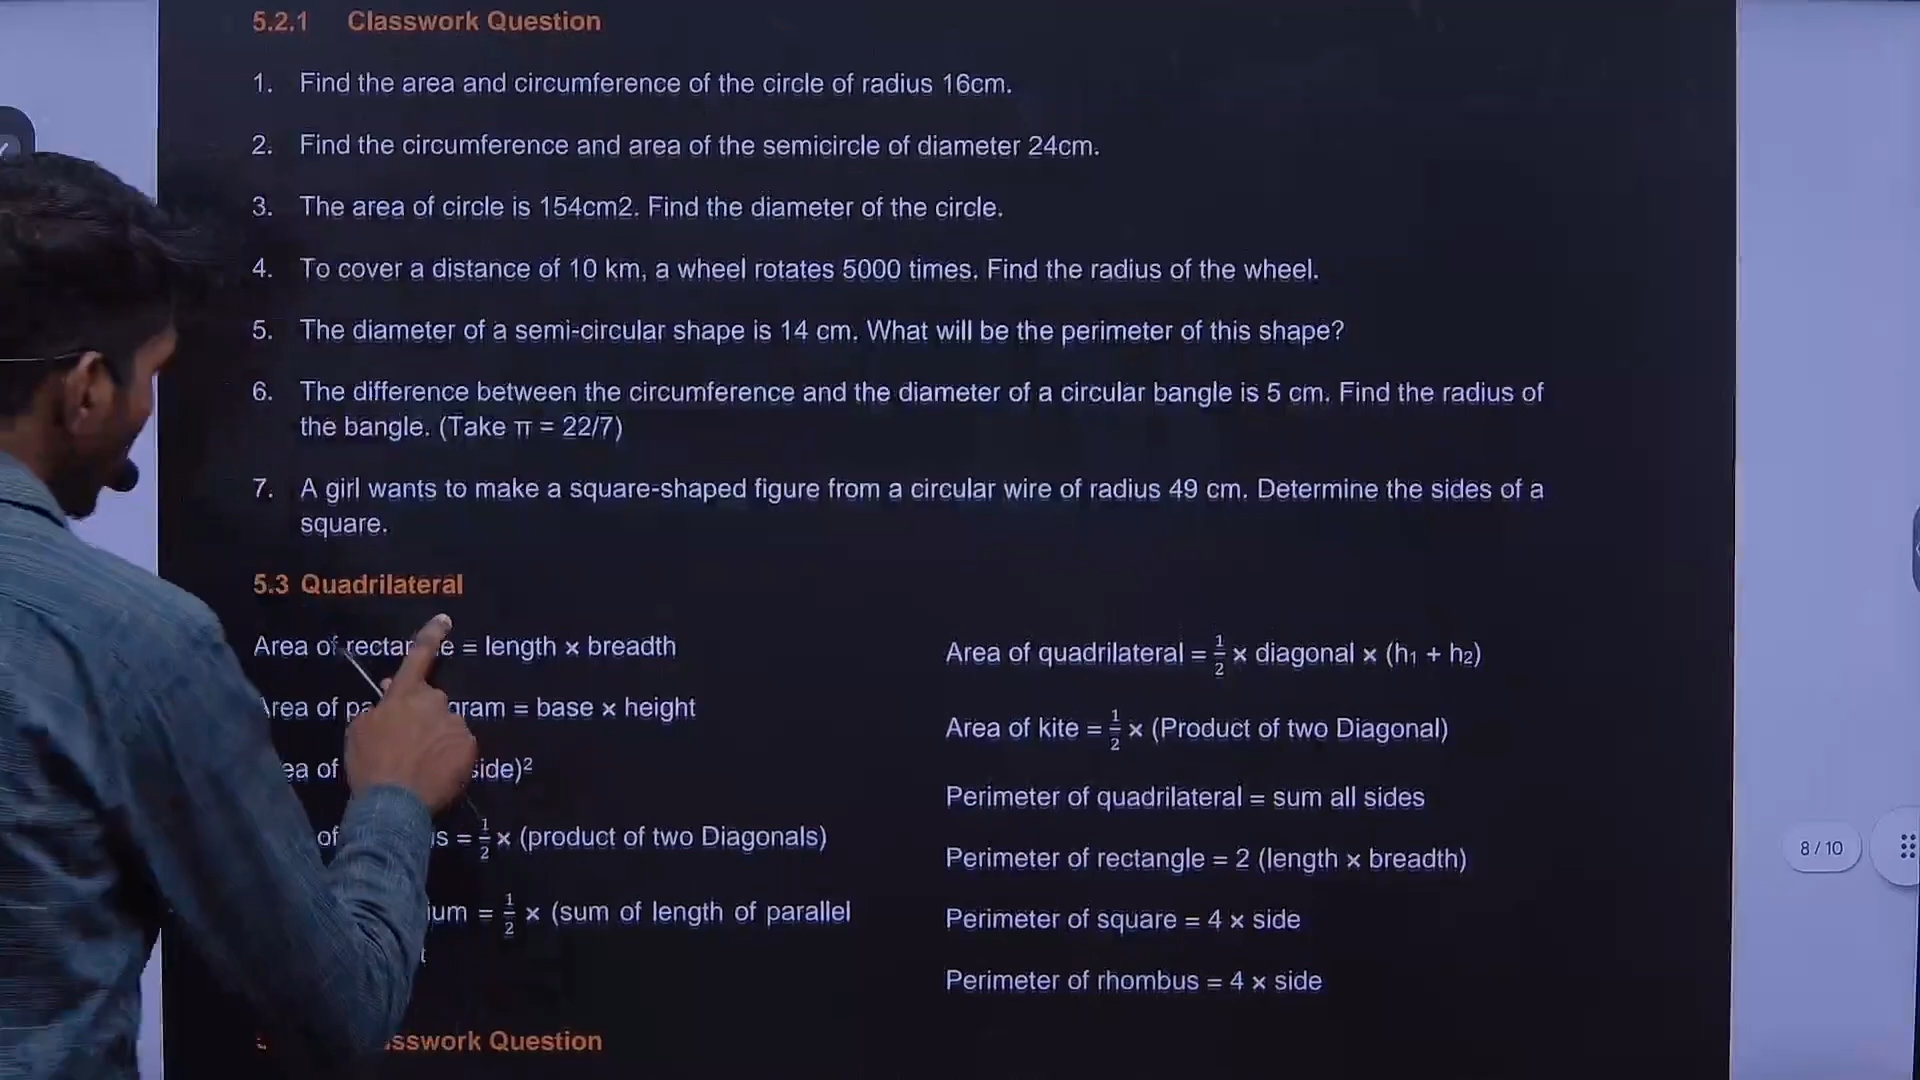 5.2.1 Classwork Question
1. Find the area and circumference of the circle of radius 16cm.
2. Find the circumference and area of the semicircle of diameter 24cm.
3. The area of circle is 154cm2. Find the diameter of the circle.
4. To cover a distance of 10 km, a wheel rotates 5000 times. Find the radius of the wheel.
5. The diameter of a semi-circular shape is 14 cm. What will be the perimeter of this shape?
6. The difference between the circumference and the diameter of a circular bangle is 5 cm. Find the radius of
the bangle. (Take π = 22/7)
7. A girl wants to make a square-shaped figure from a circular wire of radius 49 cm. Determine the sides of a
square.
5.3 Quadrilateral
Area of = length × breadth
Area of = base × height
of side)²
of = 1/2 × (product of two Diagonals)
= 1/2 × (sum of length of parallel
Area of quadrilateral = 1/2 × diagonal × (h₁ + h₂)
Area of kite = 1/2 × (Product of two Diagonal)
Perimeter of quadrilateral = sum all sides
Perimeter of rectangle = 2 (length × breadth)
Perimeter of square = 4 × side
Perimeter of rhombus = 4 × side
Question
8 / 10